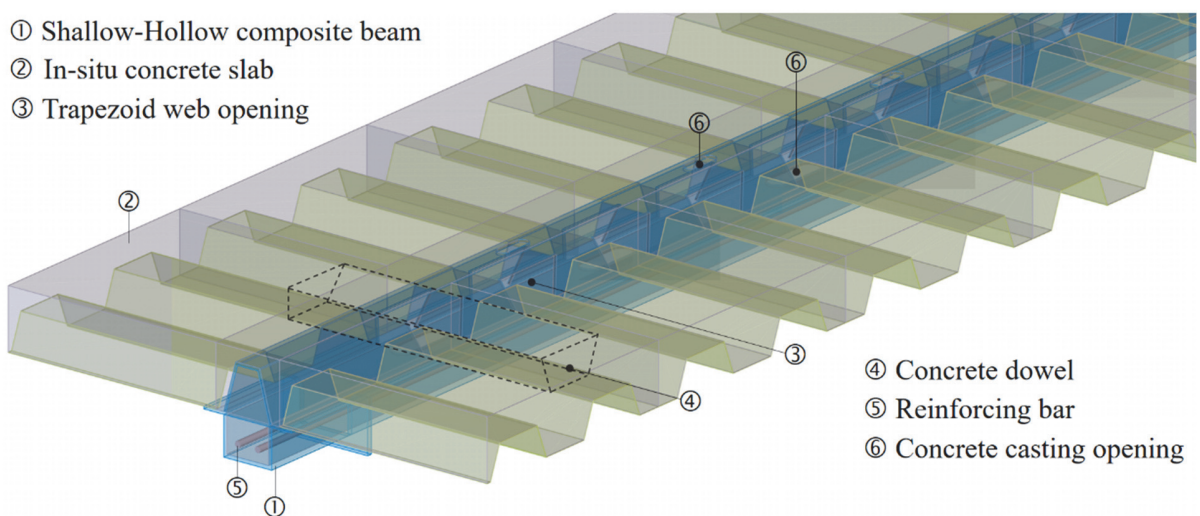 ① Shallow-Hollow composite beam
② In-situ concrete slab
③ Trapezoid web opening
⑥
⑥
②
③
④
④ Concrete dowel
⑤ Reinforcing bar
⑥ Concrete casting opening
⑤
①